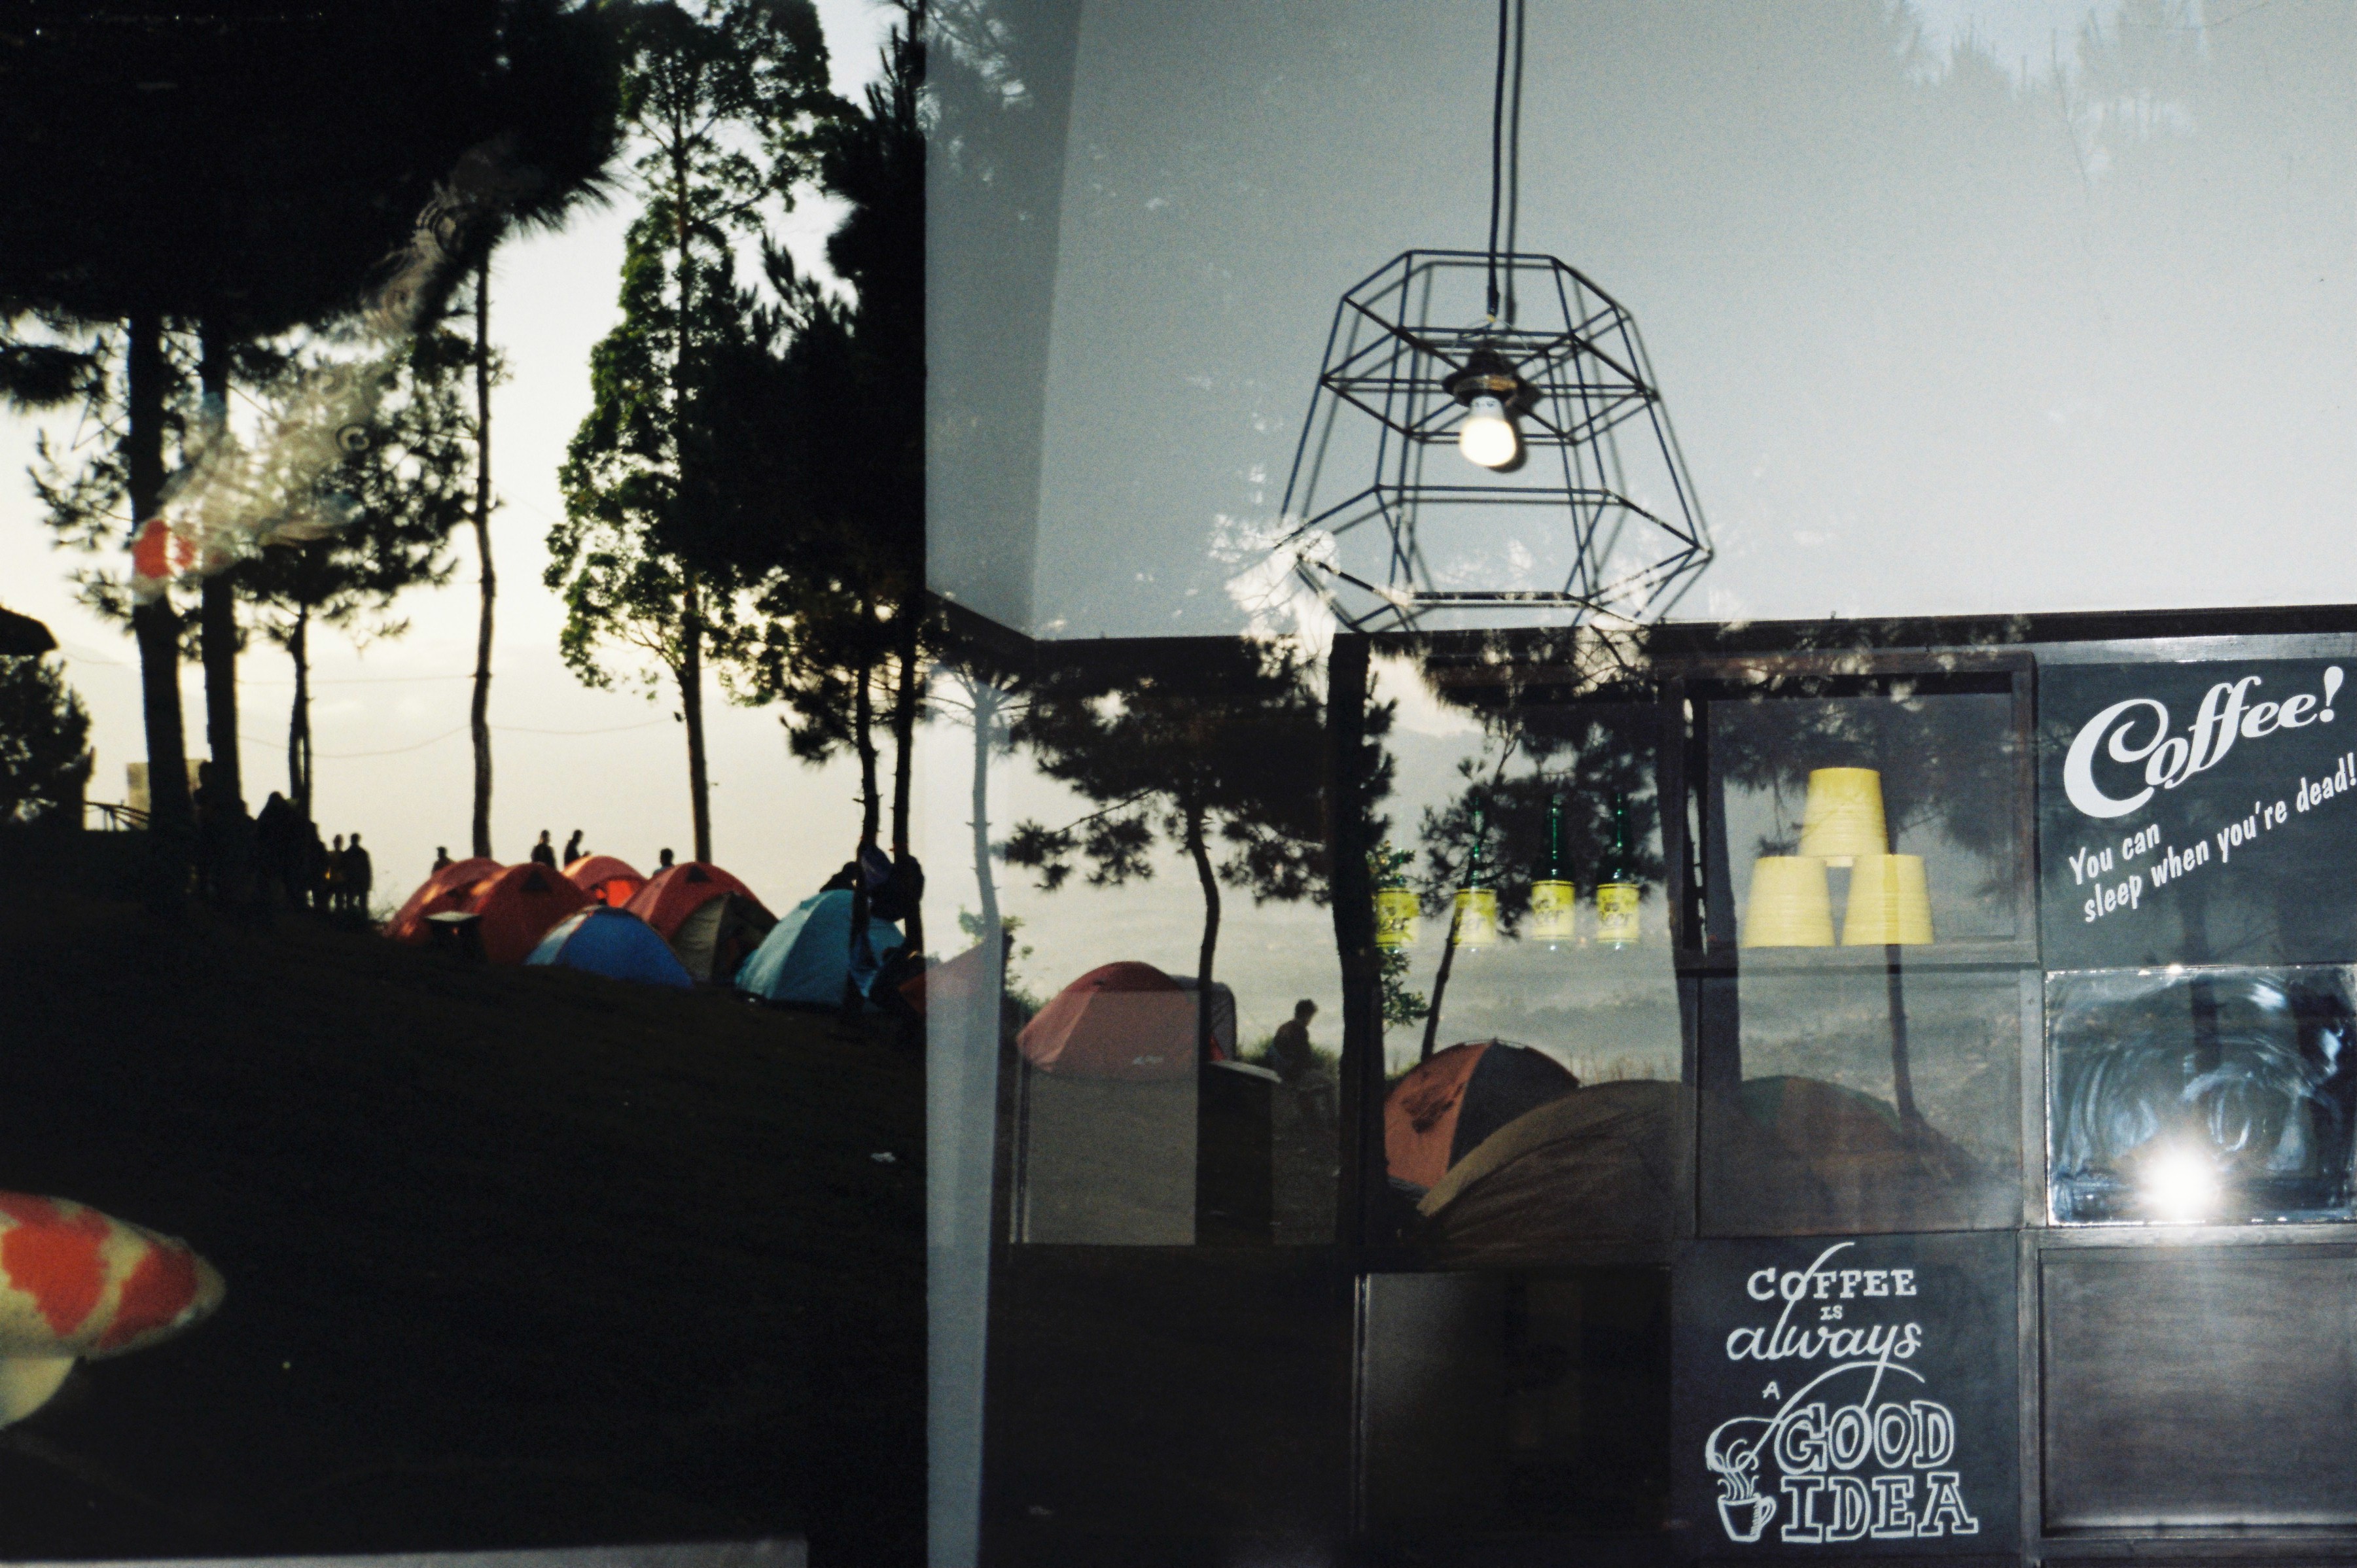 Coffee!
You can
sleep when you're dead!
COFFEE
IS
always
A
GOOD
IDEA